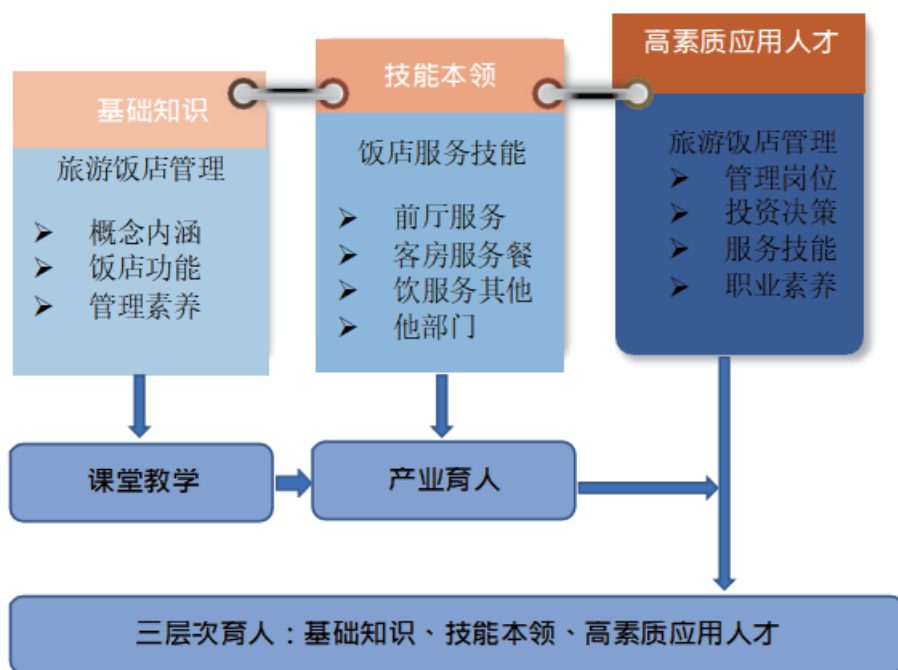 基础知识
旅游饭店管理
➢ 概念内涵
➢ 饭店功能
➢ 管理素养
技能本领
饭店服务技能
➢ 前厅服务
➢ 客房服务餐
➢ 饮服务其他
➢ 他部门
高素质应用人才
旅游饭店管理
➢ 管理岗位
➢ 投资决策
➢ 服务技能
➢ 职业素养
课堂教学
产业育人
三层次育人：基础知识、技能本领、高素质应用人才